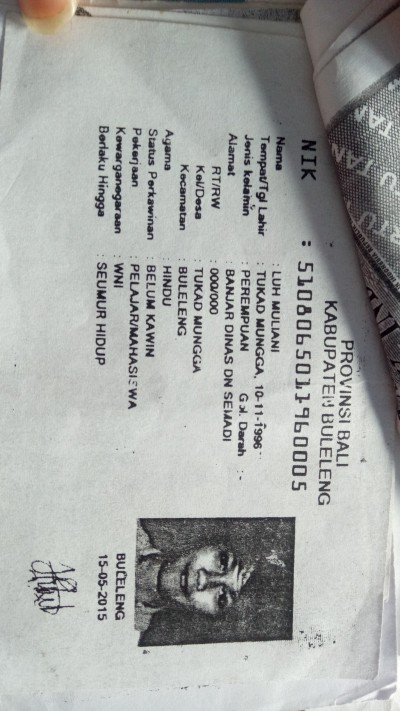 PROVINSI BALI
KABUPATEN BULELENG
NIK : 5108065011960005
Nama : LUH MULIANI
Tempat/Tgl Lahir : TUKAD MUNGGA, 10-11-1996
Jenis kelamin : PEREMPUAN Gol. Darah : -
Alamat : BANJAR DINAS DN SEMADI
RT/RW : 000/000
Kel/Desa : TUKAD MUNGGA
Kecamatan : BULELENG
Agama : HINDU
Status Perkawinan : BELUM KAWIN
Pekerjaan : PELAJAR/MAHASISWA
Kewarganegaraan : WNI
Berlaku Hingga : SEUMUR HIDUP
BULELENG
15-05-2015